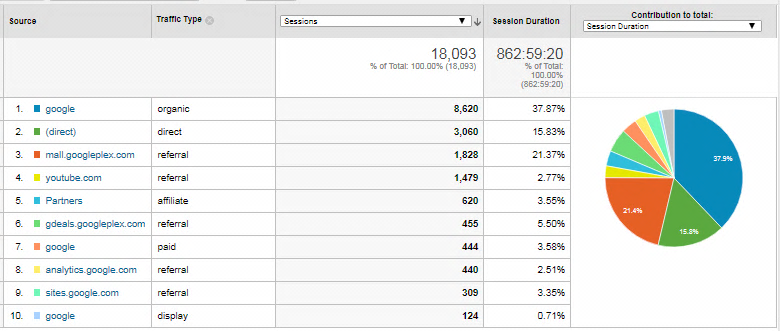 Source Traffic Type Sessions Session Duration Contribution to total:
Session Duration
18,093 862:59:20
% of Total: 100.00% (18,093) % of Total:
100.00%
(862:59:20)
1. google organic 8,620 37.87%
2. (direct) direct 3,060 15.83%
3. mall.googleplex.com referral 1,828 21.37%
4. youtube.com referral 1,479 2.77%
5. Partners affiliate 620 3.55%
6. gdeals.googleplex.com referral 455 5.50%
7. google paid 444 3.58%
8. analytics.google.com referral 440 2.51%
9. sites.google.com referral 309 3.35%
10. google display 124 0.71%
37.9%
21.4%
15.8%